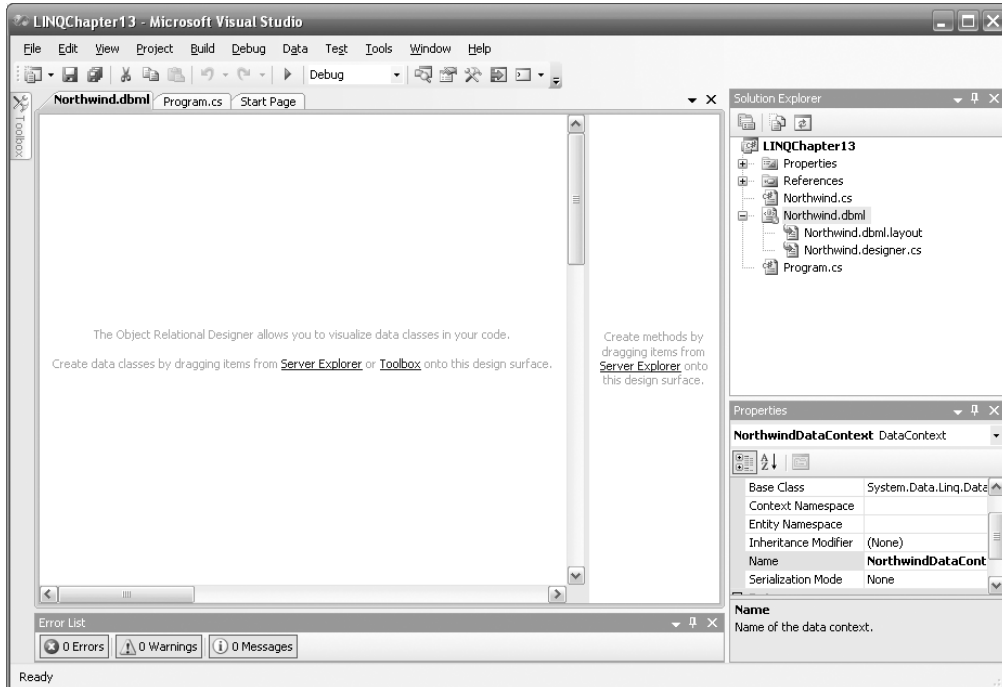 LINQChapter13 - Microsoft Visual Studio
File Edit View Project Build Debug Data Test Tools Window Help
Debug
Toolbox
Northwind.dbml Program.cs Start Page
The Object Relational Designer allows you to visualize data classes in your code.
Create data classes by dragging items from Server Explorer or Toolbox onto this design surface.
Create methods by
dragging items from
Server Explorer onto
this design surface.
Error List
0 Errors 0 Warnings 0 Messages
Ready
Solution Explorer
LINQChapter13
Properties
References
Northwind.cs
Northwind.dbml
Northwind.dbml.layout
Northwind.designer.cs
Program.cs
Properties
NorthwindDataContext DataContext
Base Class System.Data.Linq.Data
Context Namespace
Entity Namespace
Inheritance Modifier (None)
Name NorthwindDataCont
Serialization Mode None
Name
Name of the data context.